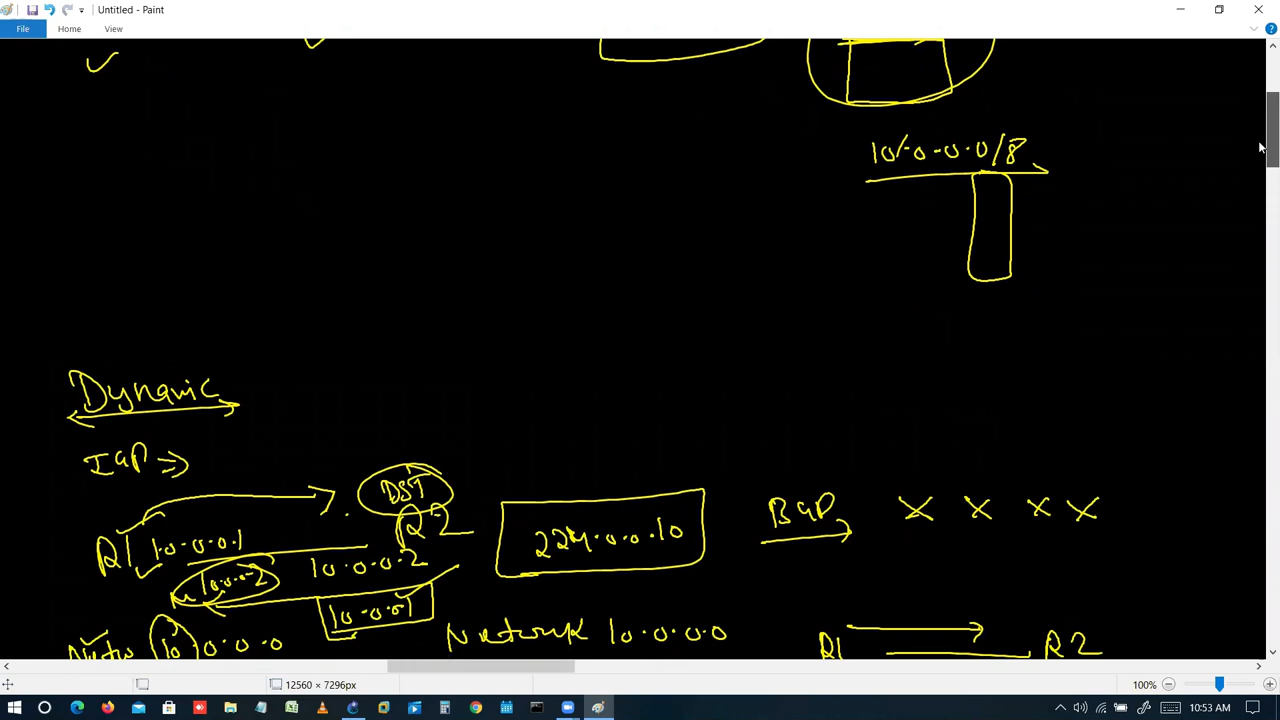 Untitled - Paint
File Home View
10.0.0.0/8
Dynamic
IGP =>
DST
R1 10.0.0.1 R2 224.0.0.10 BGP X X X X
10.0.0.2 10.0.0.2
10.0.0.1
Netw 10.0.0.0 Network 10.0.0.0 R1 R2
12560 × 7296px 100%
10:53 AM